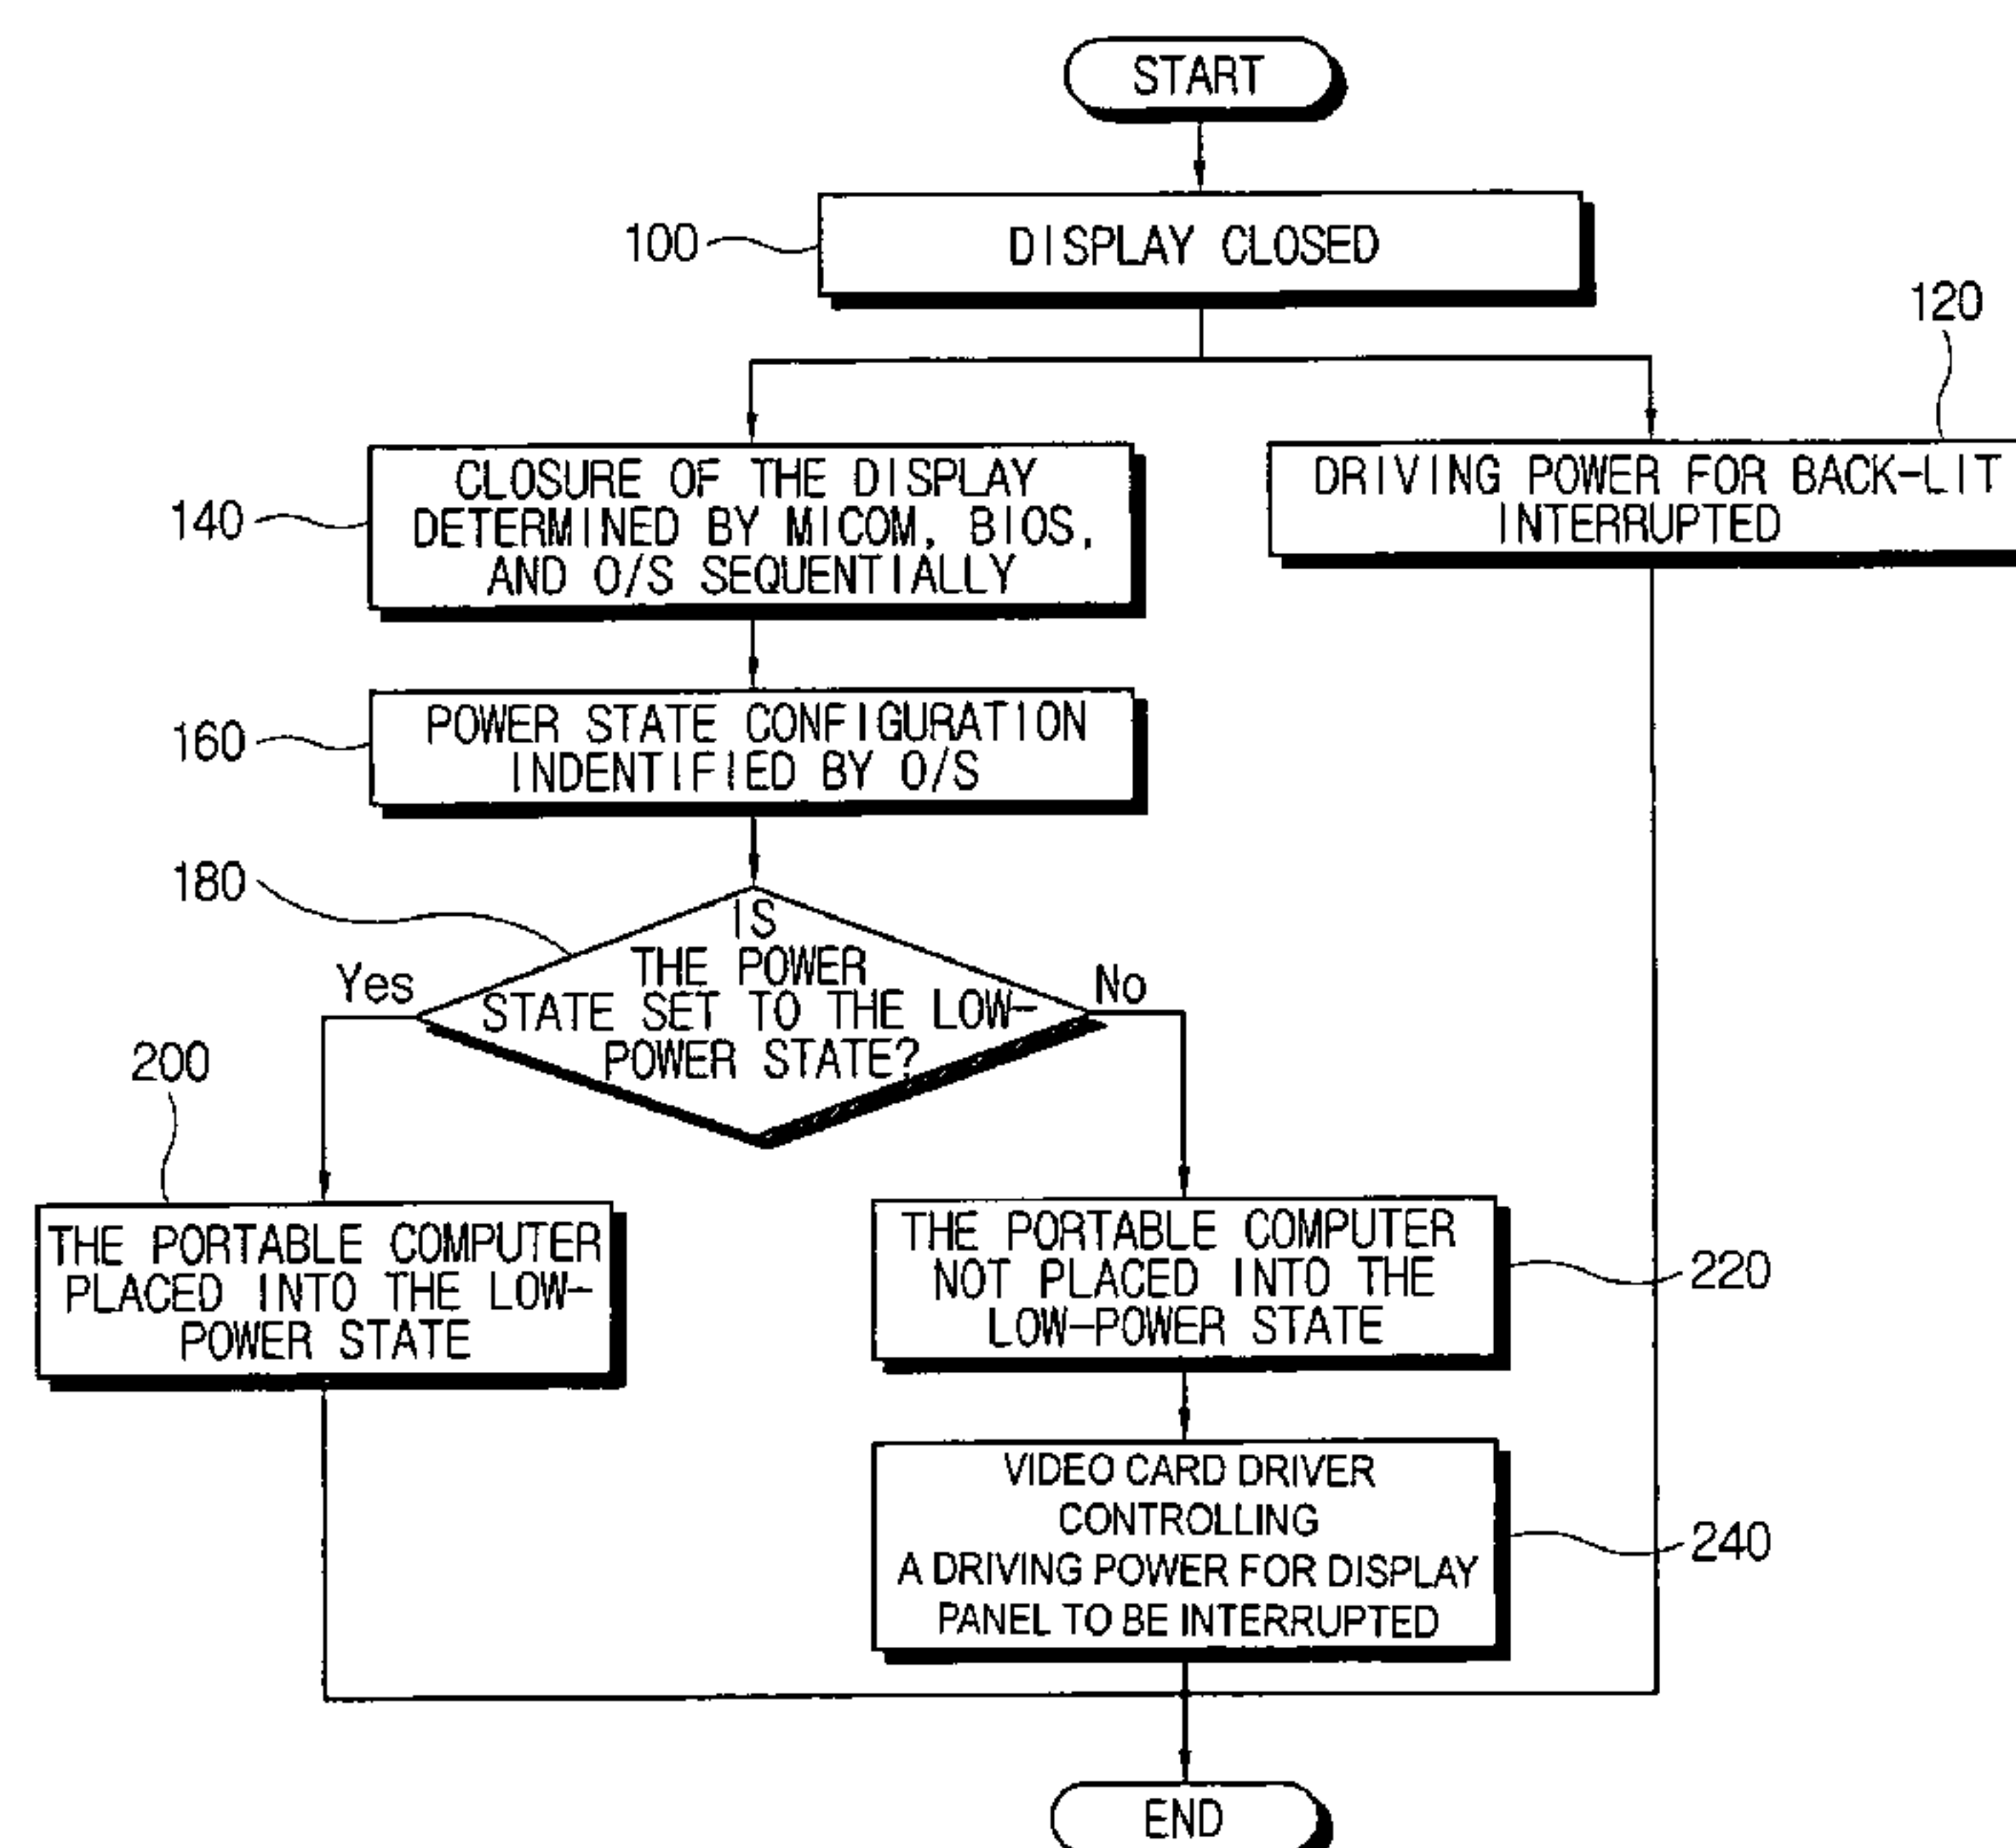 START
100
DISPLAY CLOSED
120
140
CLOSURE OF THE DISPLAY
DETERMINED BY MICOM, BIOS,
AND O/S SEQUENTIALLY
DRIVING POWER FOR BACK-LIT
INTERRUPTED
160
POWER STATE CONFIGURATION
INDENTIFIED BY O/S
180
IS
THE POWER
STATE SET TO THE LOW-
POWER STATE?
Yes
No
200
THE PORTABLE COMPUTER
PLACED INTO THE LOW-
POWER STATE
THE PORTABLE COMPUTER
NOT PLACED INTO THE
LOW-POWER STATE
220
VIDEO CARD DRIVER
CONTROLLING
A DRIVING POWER FOR DISPLAY
PANEL TO BE INTERRUPTED
240
END